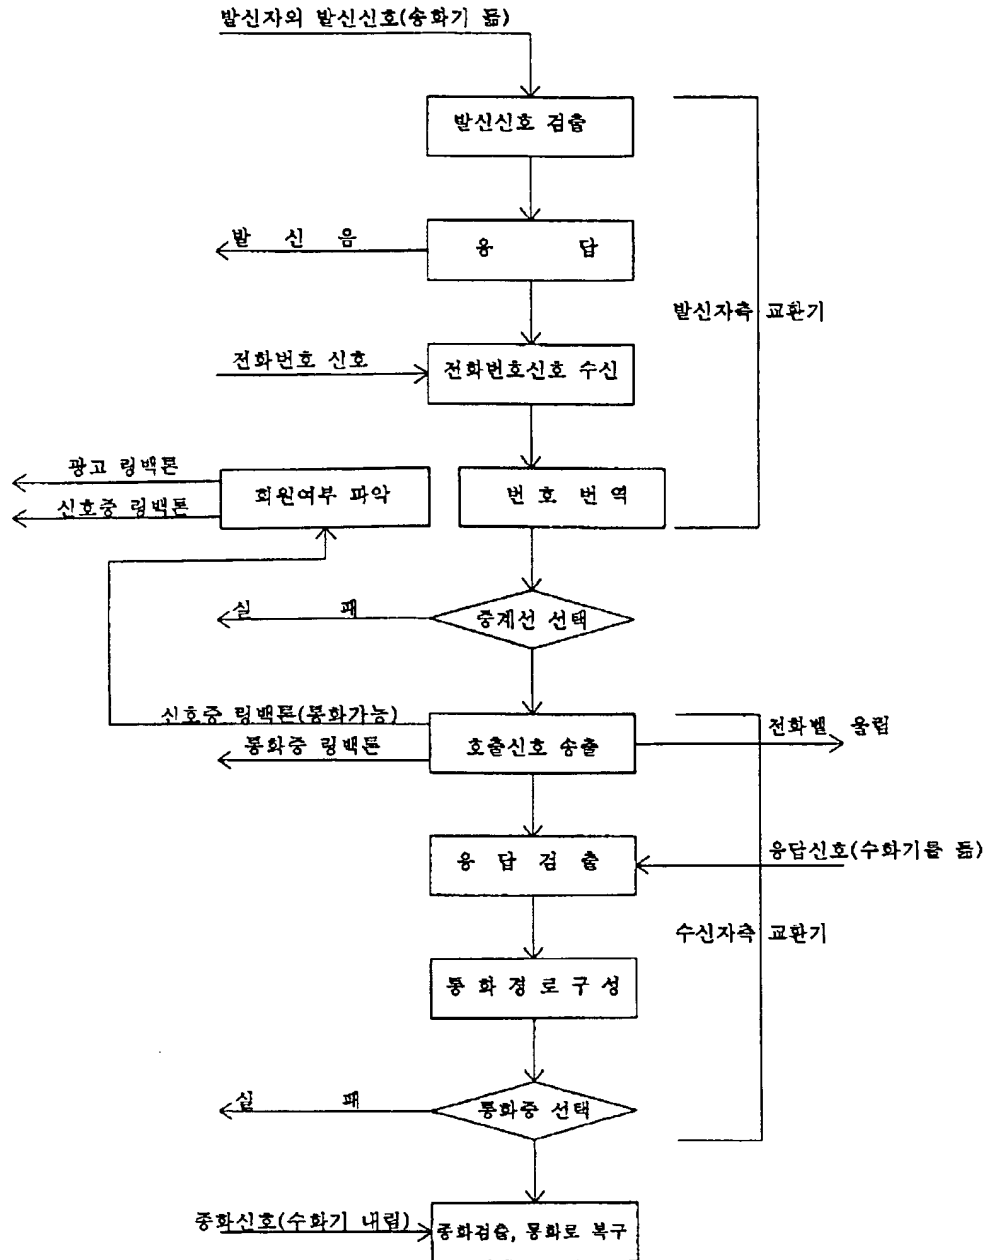 발신자의 발신신호(송화기 듦)
발신신호 검출
발 신 음
응 답
발신자측 교환기
전화번호 신호
전화번호신호 수신
광고 링백톤
신호중 링백톤
회원여부 파악
번 호 번 역
실 패
중계선 선택
신호중 링백톤(통화가능)
통화중 링백톤
호출신호 송출
전화벨 울림
응 답 검 출
응답신호(수화기를 듦)
수신자측 교환기
통 화 경 로 구 성
실 패
통화중 선택
종화신호(수화기 내림)
종화검출, 통화로 복구